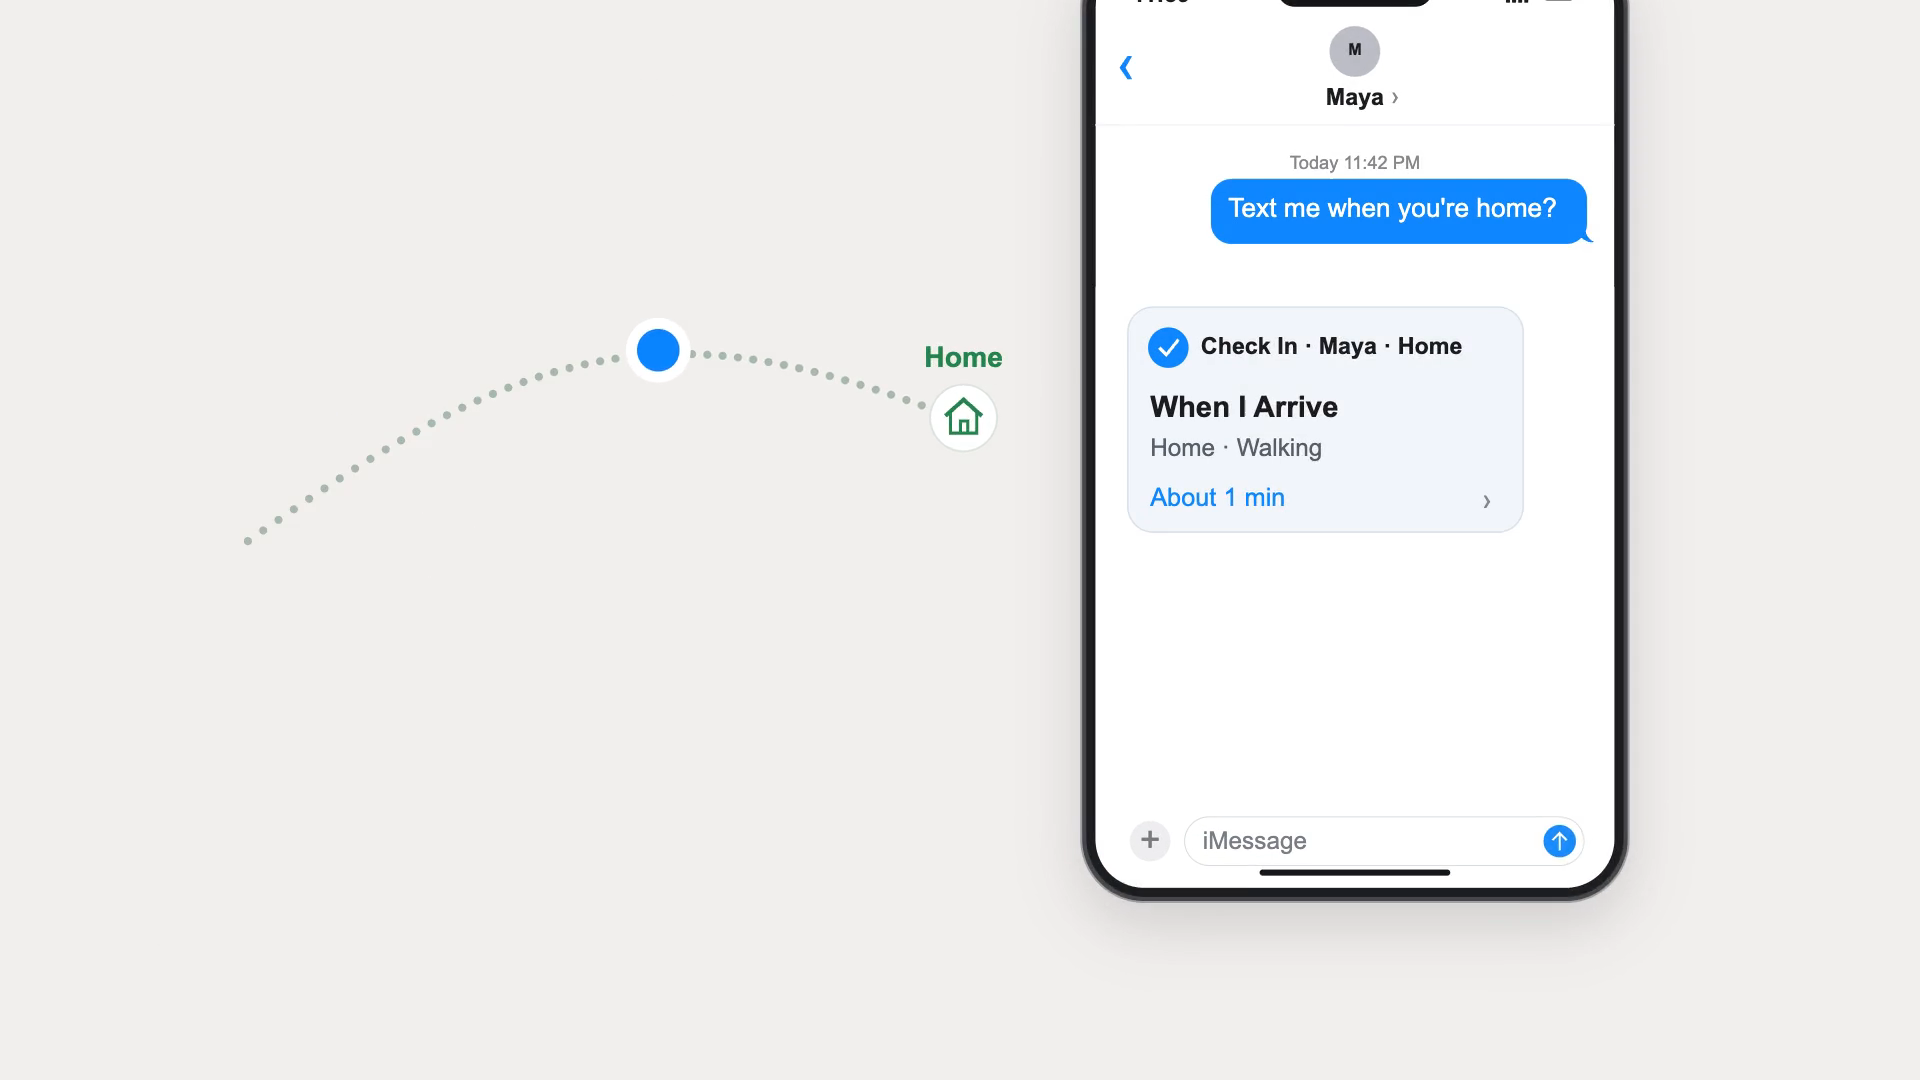 Home
M
Maya ›
Today 11:42 PM
Text me when you're home?
Check In · Maya · Home
When I Arrive
Home · Walking
About 1 min
iMessage